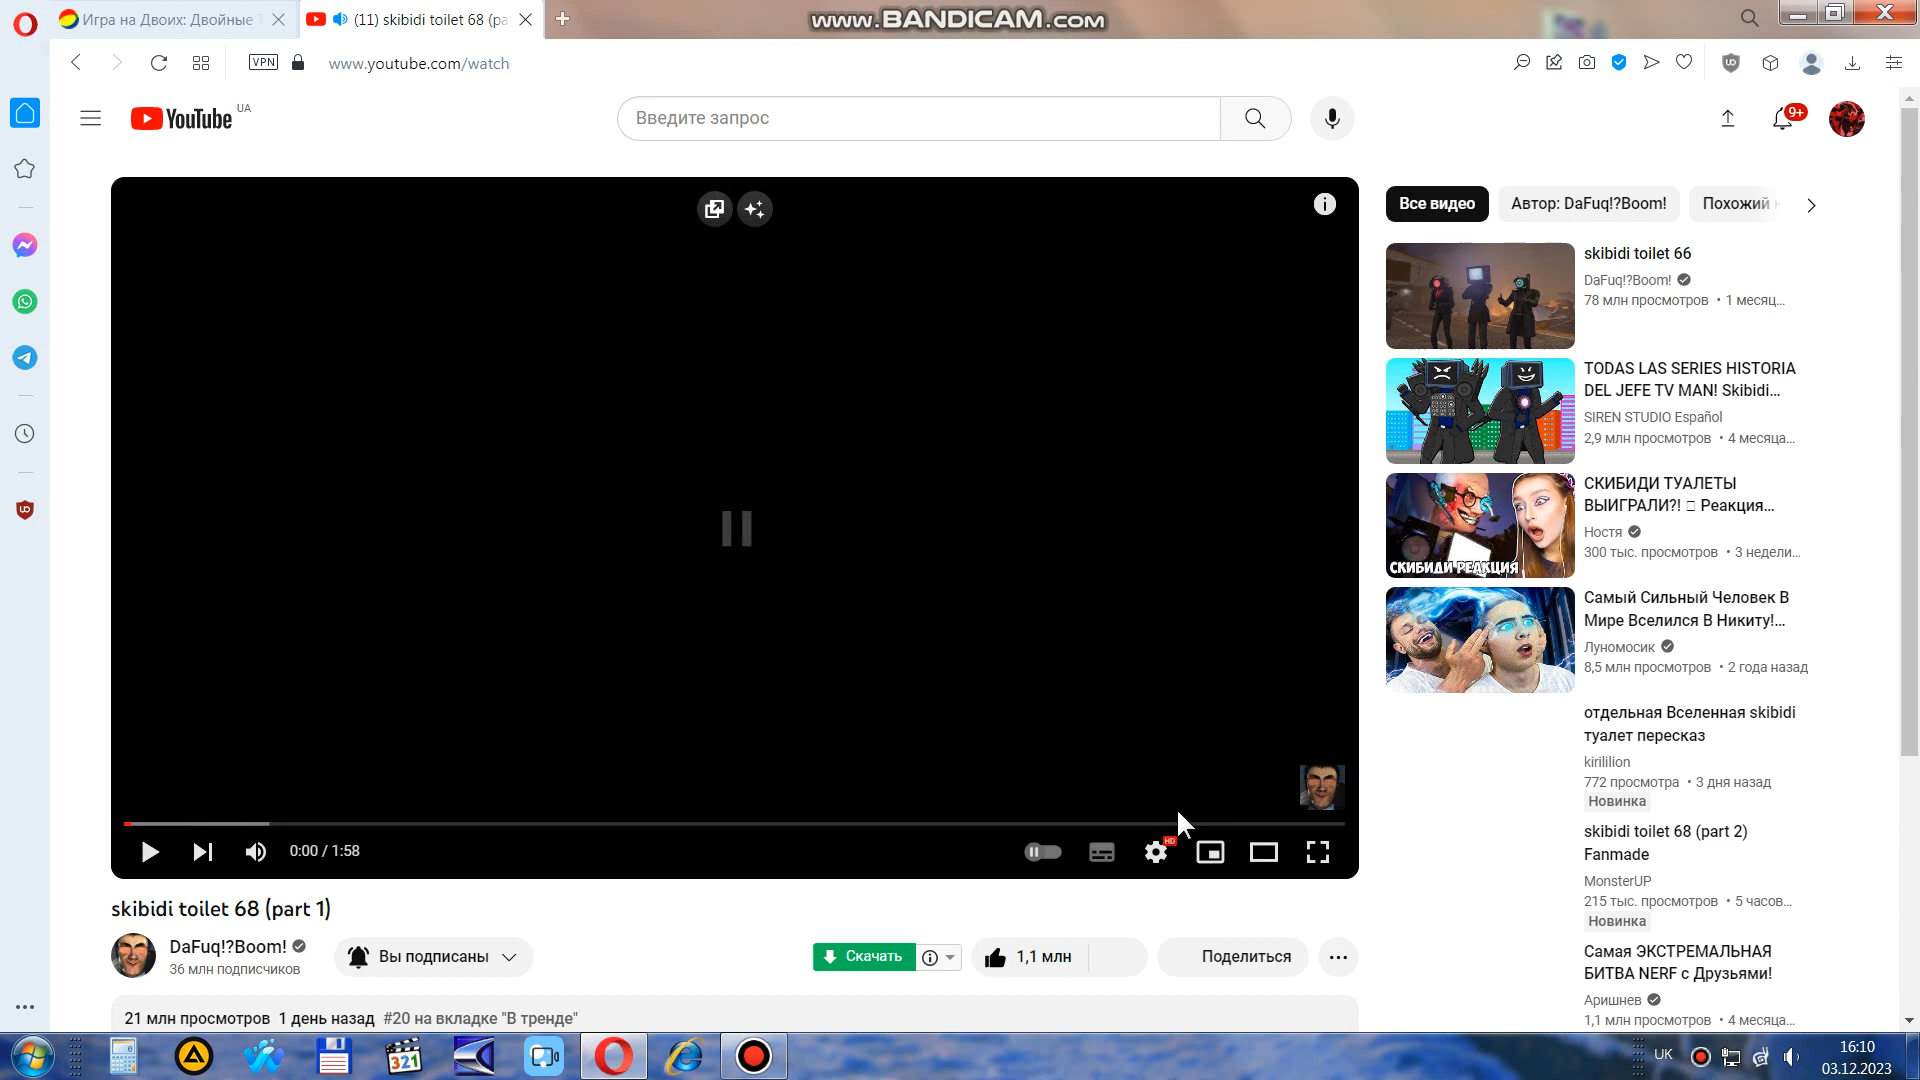 Игра на Двоих: Двойные
(11) skibidi toilet 68 (pa
www.BANDICAM.com
VPN
www.youtube.com/watch
YouTube UA
Введите запрос
9+
Все видео
Автор: DaFuq!?Boom!
Похожий
skibidi toilet 66
DaFuq!?Boom!
78 млн просмотров • 1 месяц...
TODAS LAS SERIES HISTORIA
DEL JEFE TV MAN! Skibidi...
SIREN STUDIO Español
2,9 млн просмотров • 4 месяца...
СКИБИДИ РЕАКЦИЯ
СКИБИДИ ТУАЛЕТЫ
ВЫИГРАЛИ?! Реакция...
Ностя
300 тыс. просмотров • 3 недели...
Самый Сильный Человек В
Мире Вселился В Никиту!...
Луномосик
8,5 млн просмотров • 2 года назад
отдельная Вселенная skibidi
туалет пересказ
kirililion
772 просмотра • 3 дня назад
Новинка
skibidi toilet 68 (part 2)
Fanmade
MonsterUP
215 тыс. просмотров • 5 часов...
Новинка
Самая ЭКСТРЕМАЛЬНАЯ
БИТВА NERF с Друзьями!
Аришнев
1,1 млн просмотров • 4 месяца...
0:00 / 1:58
HD
skibidi toilet 68 (part 1)
DaFuq!?Boom!
36 млн подписчиков
Вы подписаны
Скачать
1,1 млн
Поделиться
21 млн просмотров 1 день назад #20 на вкладке "В тренде"
321
UK
16:10
03.12.2023